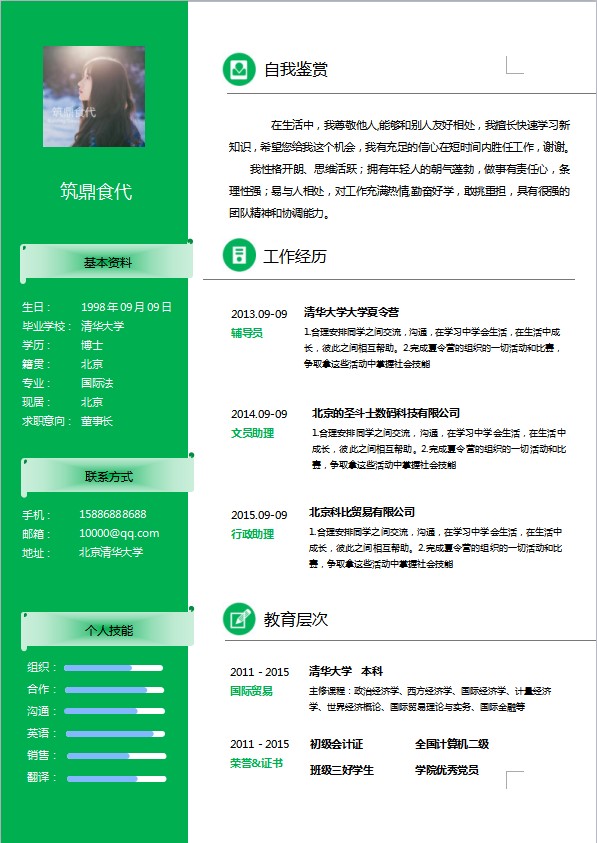 筑鼎食代
筑鼎食代
基本资料
生日： 1998年09月09日
毕业学校： 清华大学
学历： 博士
籍贯： 北京
专业： 国际法
现居： 北京
求职意向： 董事长
联系方式
手机： 15886888688
邮箱： 10000@qq.com
地址： 北京清华大学
个人技能
组织：
合作：
沟通：
英语：
销售：
翻译：
自我鉴赏
在生活中，我尊敬他人,能够和别人友好相处，我擅长快速学习新
知识，希望您给我这个机会，我有充足的信心在短时间内胜任工作，谢谢。
我性格开朗、思维活跃；拥有年轻人的朝气蓬勃，做事有责任心，条
理性强；易与人相处，对工作充满热情,勤奋好学，敢挑重担，具有很强的
团队精神和协调能力。
工作经历
2013.09-09 清华大学大学夏令营
辅导员
1.合理安排同学之间交流，沟通，在学习中学会生活，在生活中成
长，彼此之间相互帮助。2.完成夏令营的组织的一切活动和比赛，
争取拿这些活动中掌握社会技能
2014.09-09 北京的圣斗士数码科技有限公司
文员助理
1.合理安排同学之间交流，沟通，在学习中学会生活，在生活中
成长，彼此之间相互帮助。2.完成夏令营的组织的一切活动和比
赛，争取拿这些活动中掌握社会技能
2015.09-09 北京科比贸易有限公司
行政助理
1.合理安排同学之间交流，沟通，在学习中学会生活，在生活中
成长，彼此之间相互帮助。2.完成夏令营的组织的一切活动和比
赛，争取拿这些活动中掌握社会技能
教育层次
2011 - 2015 清华大学 本科
国际贸易
主修课程：政治经济学、西方经济学、国际经济学、计量经济
学、世界经济概论、国际贸易理论与实务、国际金融等
2011 - 2015 初级会计证 全国计算机二级
荣誉&证书
班级三好学生 学院优秀党员